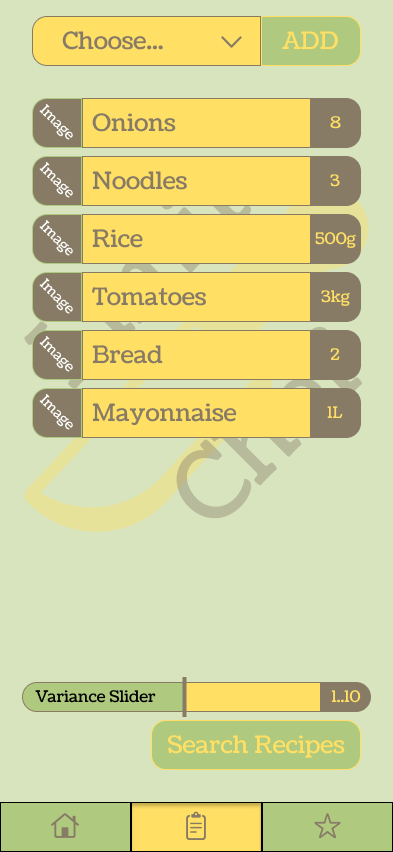 Choose...
ADD
Image
Onions
8
Image
Noodles
3
Image
Rice
500g
Image
Tomatoes
3kg
Image
Bread
2
Image
Mayonnaise
1L
Variance Slider
1..10
Search Recipes